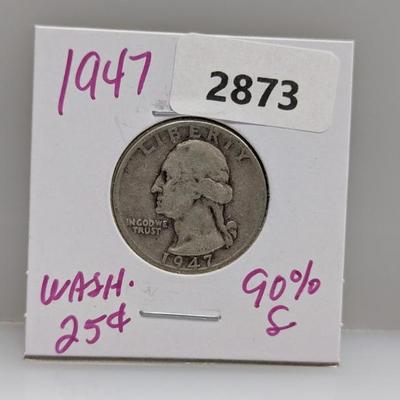 1947
2873
LIBERTY
IN GOD WE
TRUST
1947
WASH.
25¢
90%
S